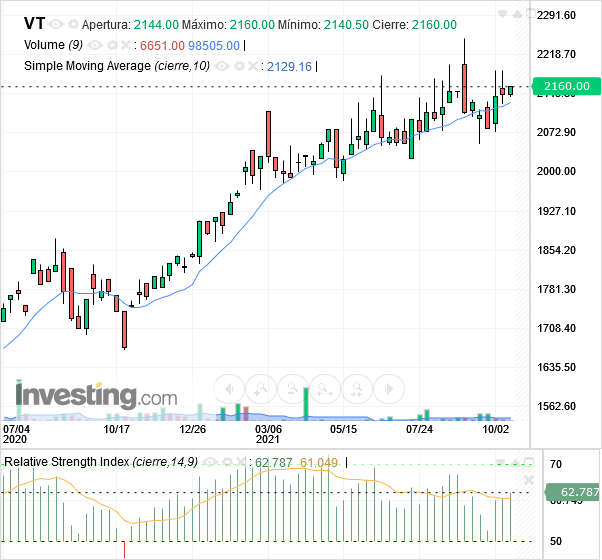 VT Apertura: 2144.00 Máximo: 2160.00 Mínimo: 2140.50 Cierre: 2160.00
Volume (9) 6651.00 98505.00
Simple Moving Average (cierre,10) 2129.16
2291.60
2218.70
2160.00
2072.90
2000.00
1927.10
1854.20
1781.30
1708.40
1635.50
1562.60
Investing.com
07/04 10/17 12/26 03/06 05/15 07/24 10/02
2020 2021
Relative Strength Index (cierre,14,9) 62.787 61.049
70
62.787
50